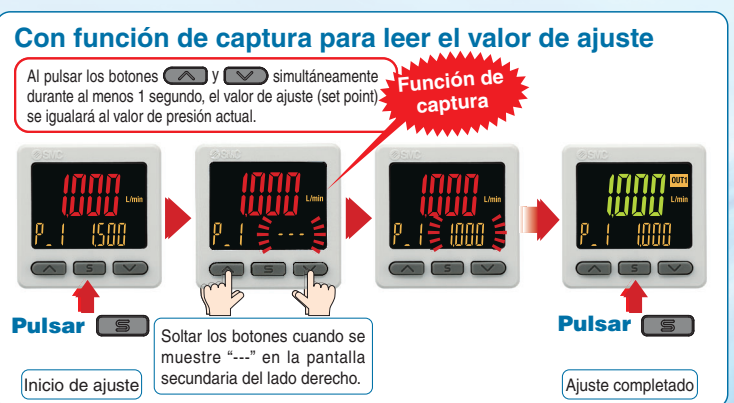 Con función de captura para leer el valor de ajuste
Al pulsar los botones y simultáneamente
durante al menos 1 segundo, el valor de ajuste (set point)
se igualará al valor de presión actual.
Función de
captura
SMC
1.000
L/min
P_1 1.500
SMC
1.000
L/min
P_1 ---
SMC
1.000
L/min
P_1 1.000
SMC
1.000
OUT1
L/min
P_1 1.000
S
S
S
S
Pulsar S
Soltar los botones cuando se
muestre “---” en la pantalla
secundaria del lado derecho.
Pulsar S
Inicio de ajuste
Ajuste completado